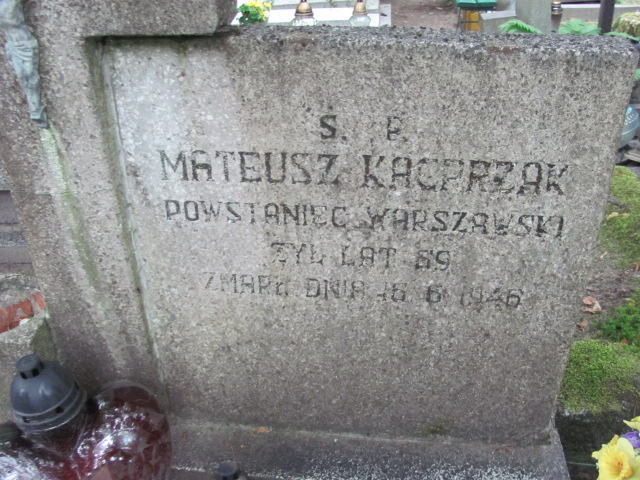 Ś. P.
MATEUSZ KACPRZAK
POWSTANIEC WARSZAWSKI
ŻYŁ LAT 69
ZMARŁ DNIA 16 6 1946